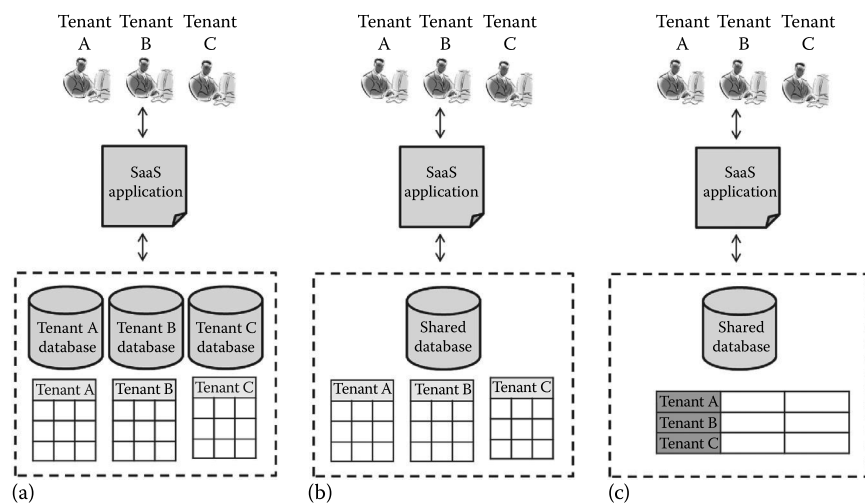 Tenant A
Tenant B
Tenant C
SaaS
application
Tenant A
database
Tenant B
database
Tenant C
database
Tenant A
Tenant B
Tenant C
(a)
Tenant A
Tenant B
Tenant C
SaaS
application
Shared
database
Tenant A
Tenant B
Tenant C
(b)
Tenant A
Tenant B
Tenant C
SaaS
application
Shared
database
Tenant A
Tenant B
Tenant C
(c)